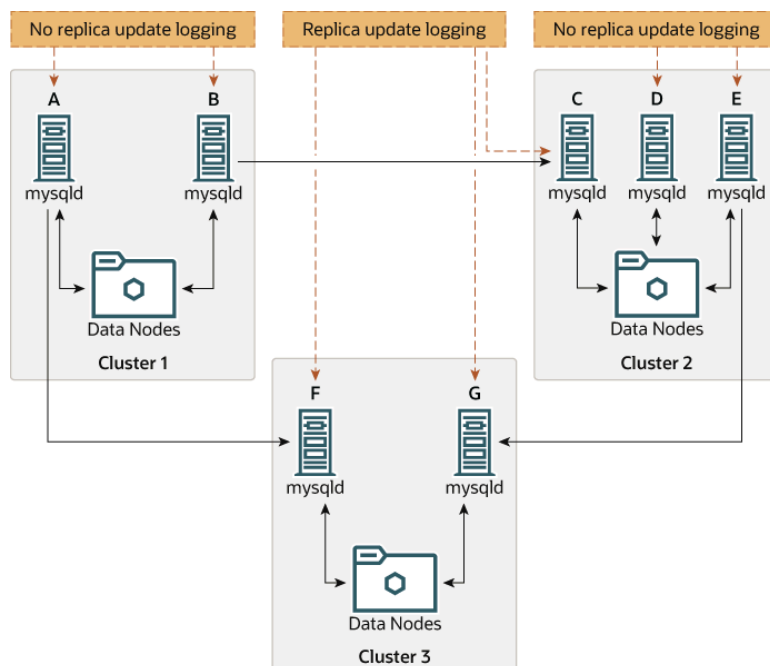 No replica update logging
Replica update logging
No replica update logging
A
B
C
D
E
mysqld
mysqld
mysqld
mysqld
mysqld
Data Nodes
Data Nodes
Cluster 1
Cluster 2
F
G
mysqld
mysqld
Data Nodes
Cluster 3